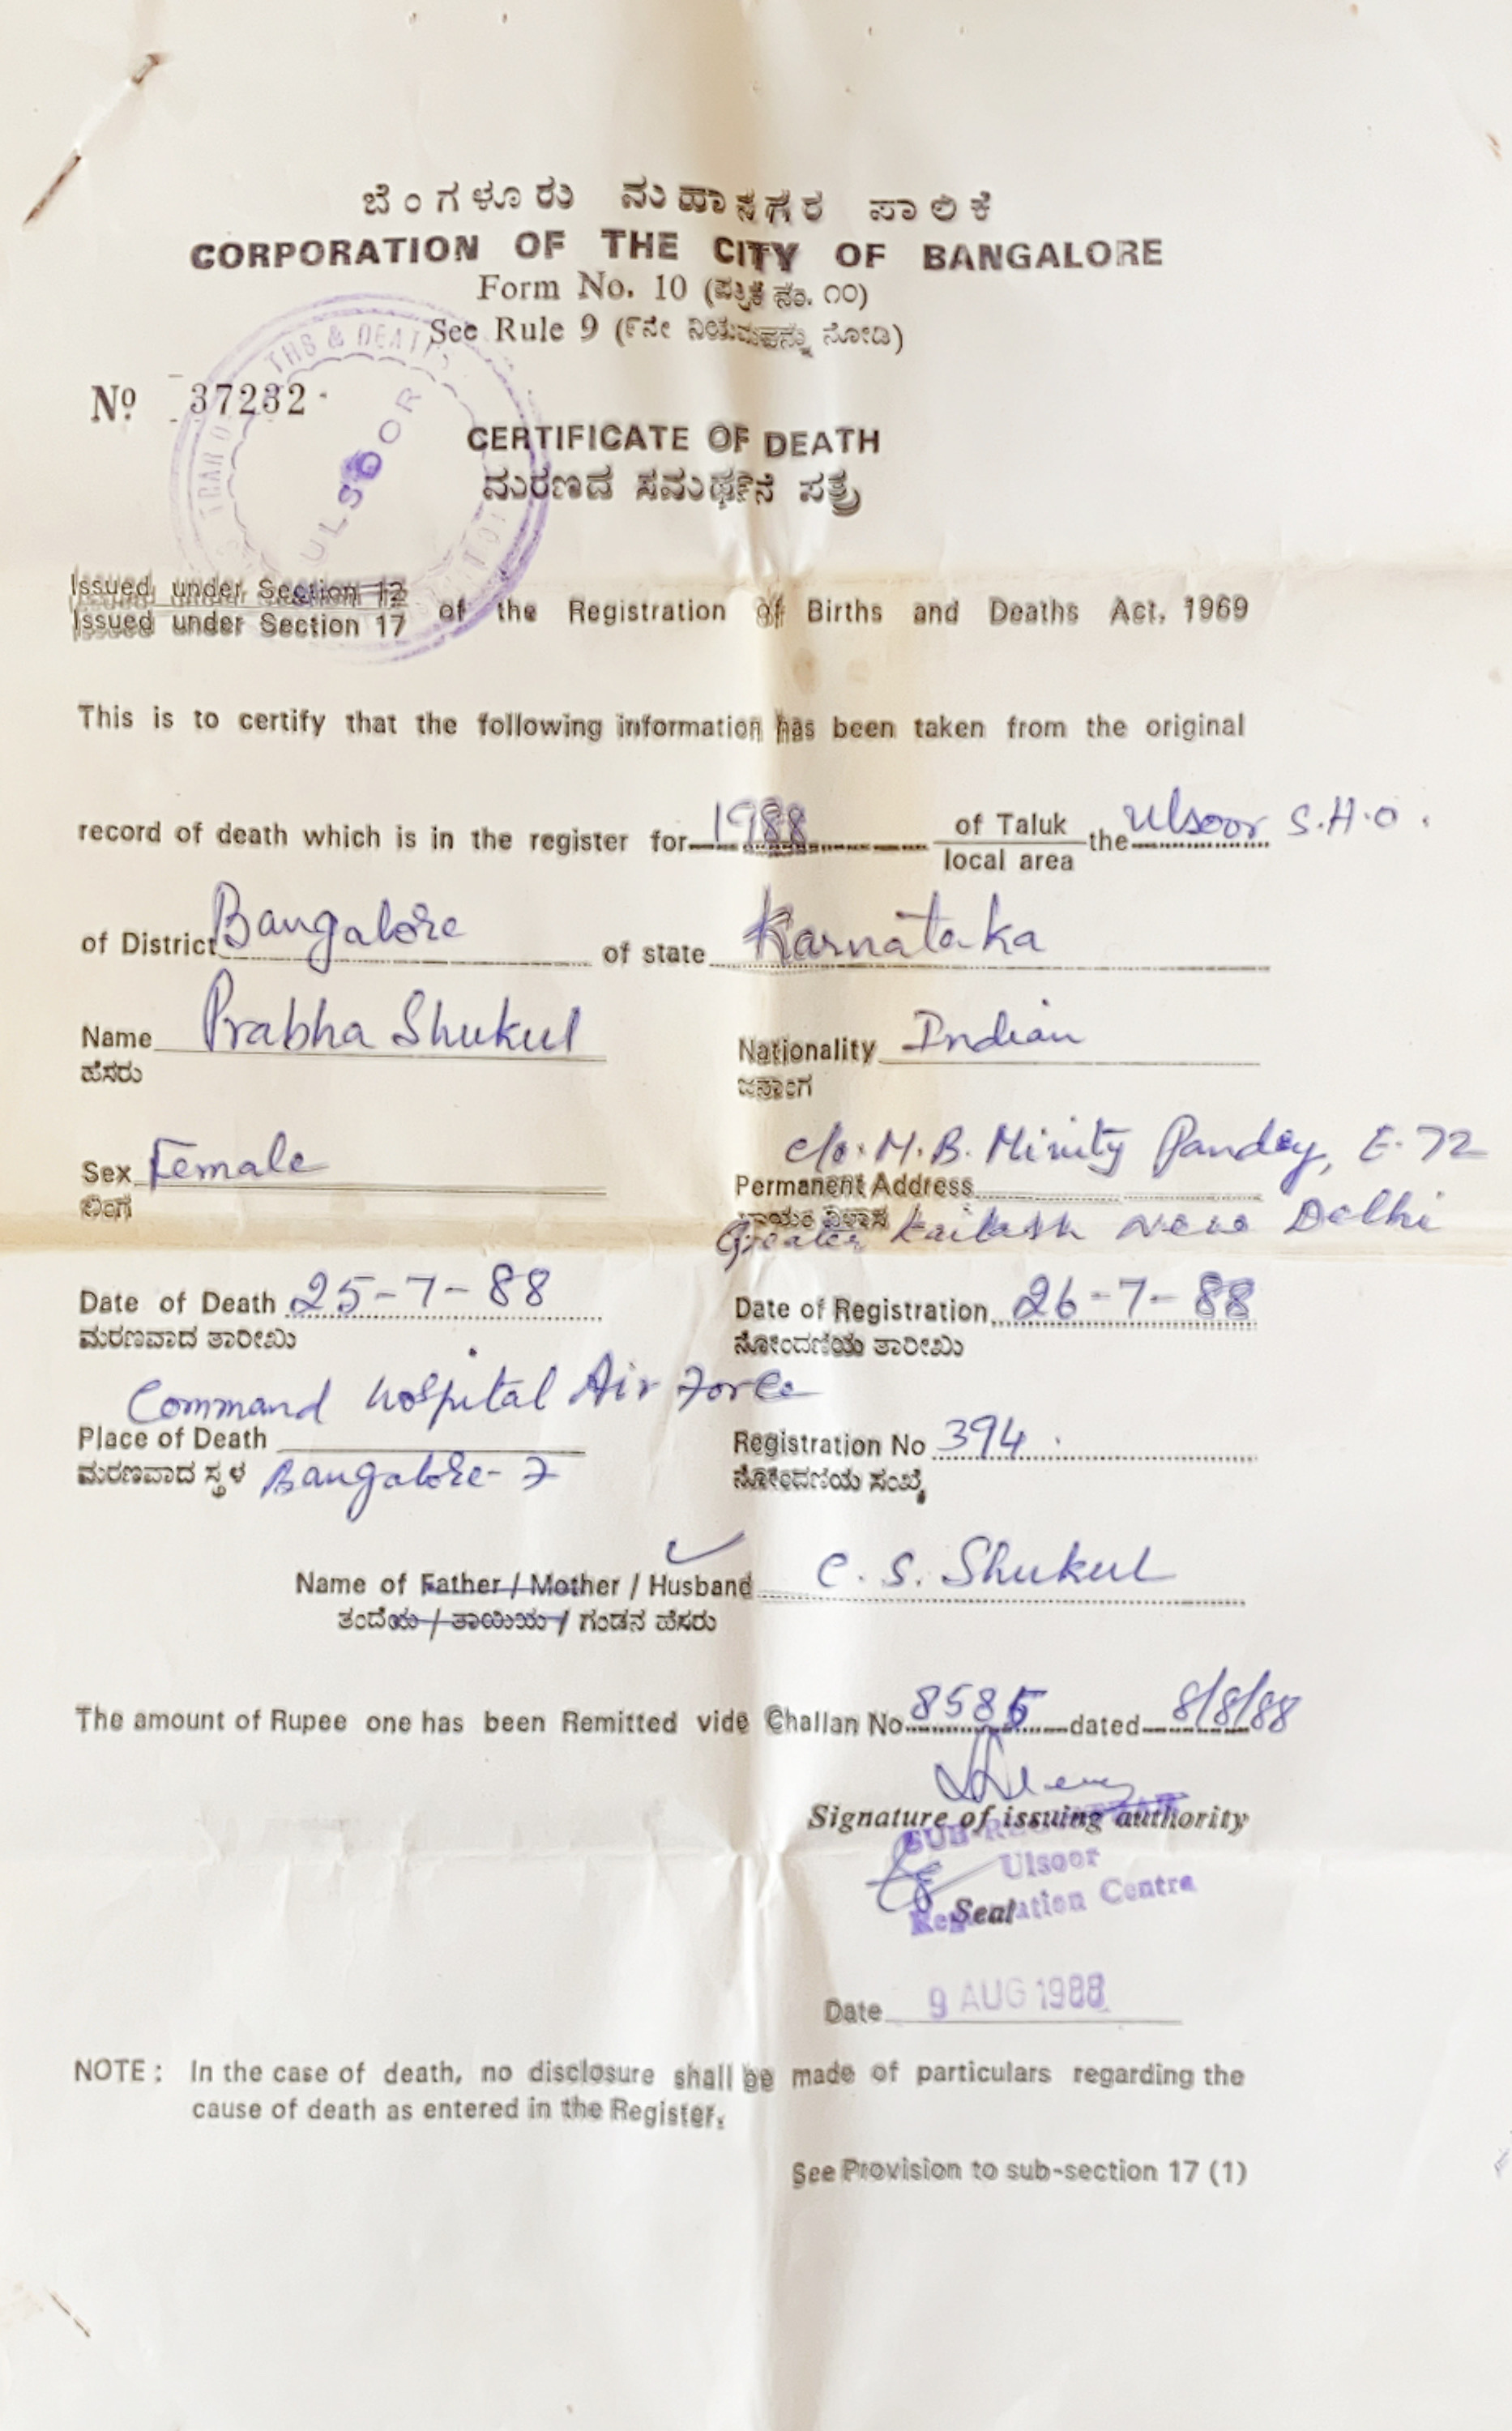 ಬೆಂಗಳೂರು ಮಹಾನಗರ ಪಾಲಿಕೆ
CORPORATION OF THE CITY OF BANGALORE
Form No. 10 (ಪತ್ರಿಕೆ ನಂ. ೧೦)
See Rule 9 (೯ನೇ ನಿಯಮವನ್ನು ನೋಡಿ)
THS & DEATHS
ULSOOR
No 37232
CERTIFICATE OF DEATH
ಮರಣದ ಸಮರ್ಥನೆ ಪತ್ರ
Issued under Section 12
Issued under Section 17 of the Registration of Births and Deaths Act, 1969
This is to certify that the following information has been taken from the original
record of death which is in the register for 1988 of Taluk the Ulsoor S.H.O.
local area
of District Bangalore of state Karnataka
Name Prabha Shukul Nationality Indian
ಹೆಸರು ಜನಾಂಗ
c/o. M.B. Pandey, E-72
Sex Female Permanent Address
ಲಿಂಗ ವಿಳಾಸ
Greater Kailash New Delhi
Date of Death 25-7-88 Date of Registration 26-7-88
ಮರಣವಾದ ತಾರೀಖು ನೋಂದಣಿಯ ತಾರೀಖು
Command Hospital Air Force
Place of Death Registration No 394
ಮರಣವಾದ ಸ್ಥಳ Bangalore-7 ನೋಂದಣಿಯ ಸಂಖ್ಯೆ
Name of Father / Mother / Husband C. S. Shukul
ತಂದೆಯ / ತಾಯಿಯ / ಗಂಡನ ಹೆಸರು
The amount of Rupee one has been Remitted vide Challan No 8585 dated 8/8/88
Signature of issuing authority
SUB-REGISTRAR
Ulsoor
Registration Centre
Seal
Date 9 AUG 1988
NOTE : In the case of death, no disclosure shall be made of particulars regarding the
cause of death as entered in the Register.
See Provision to sub-section 17 (1)